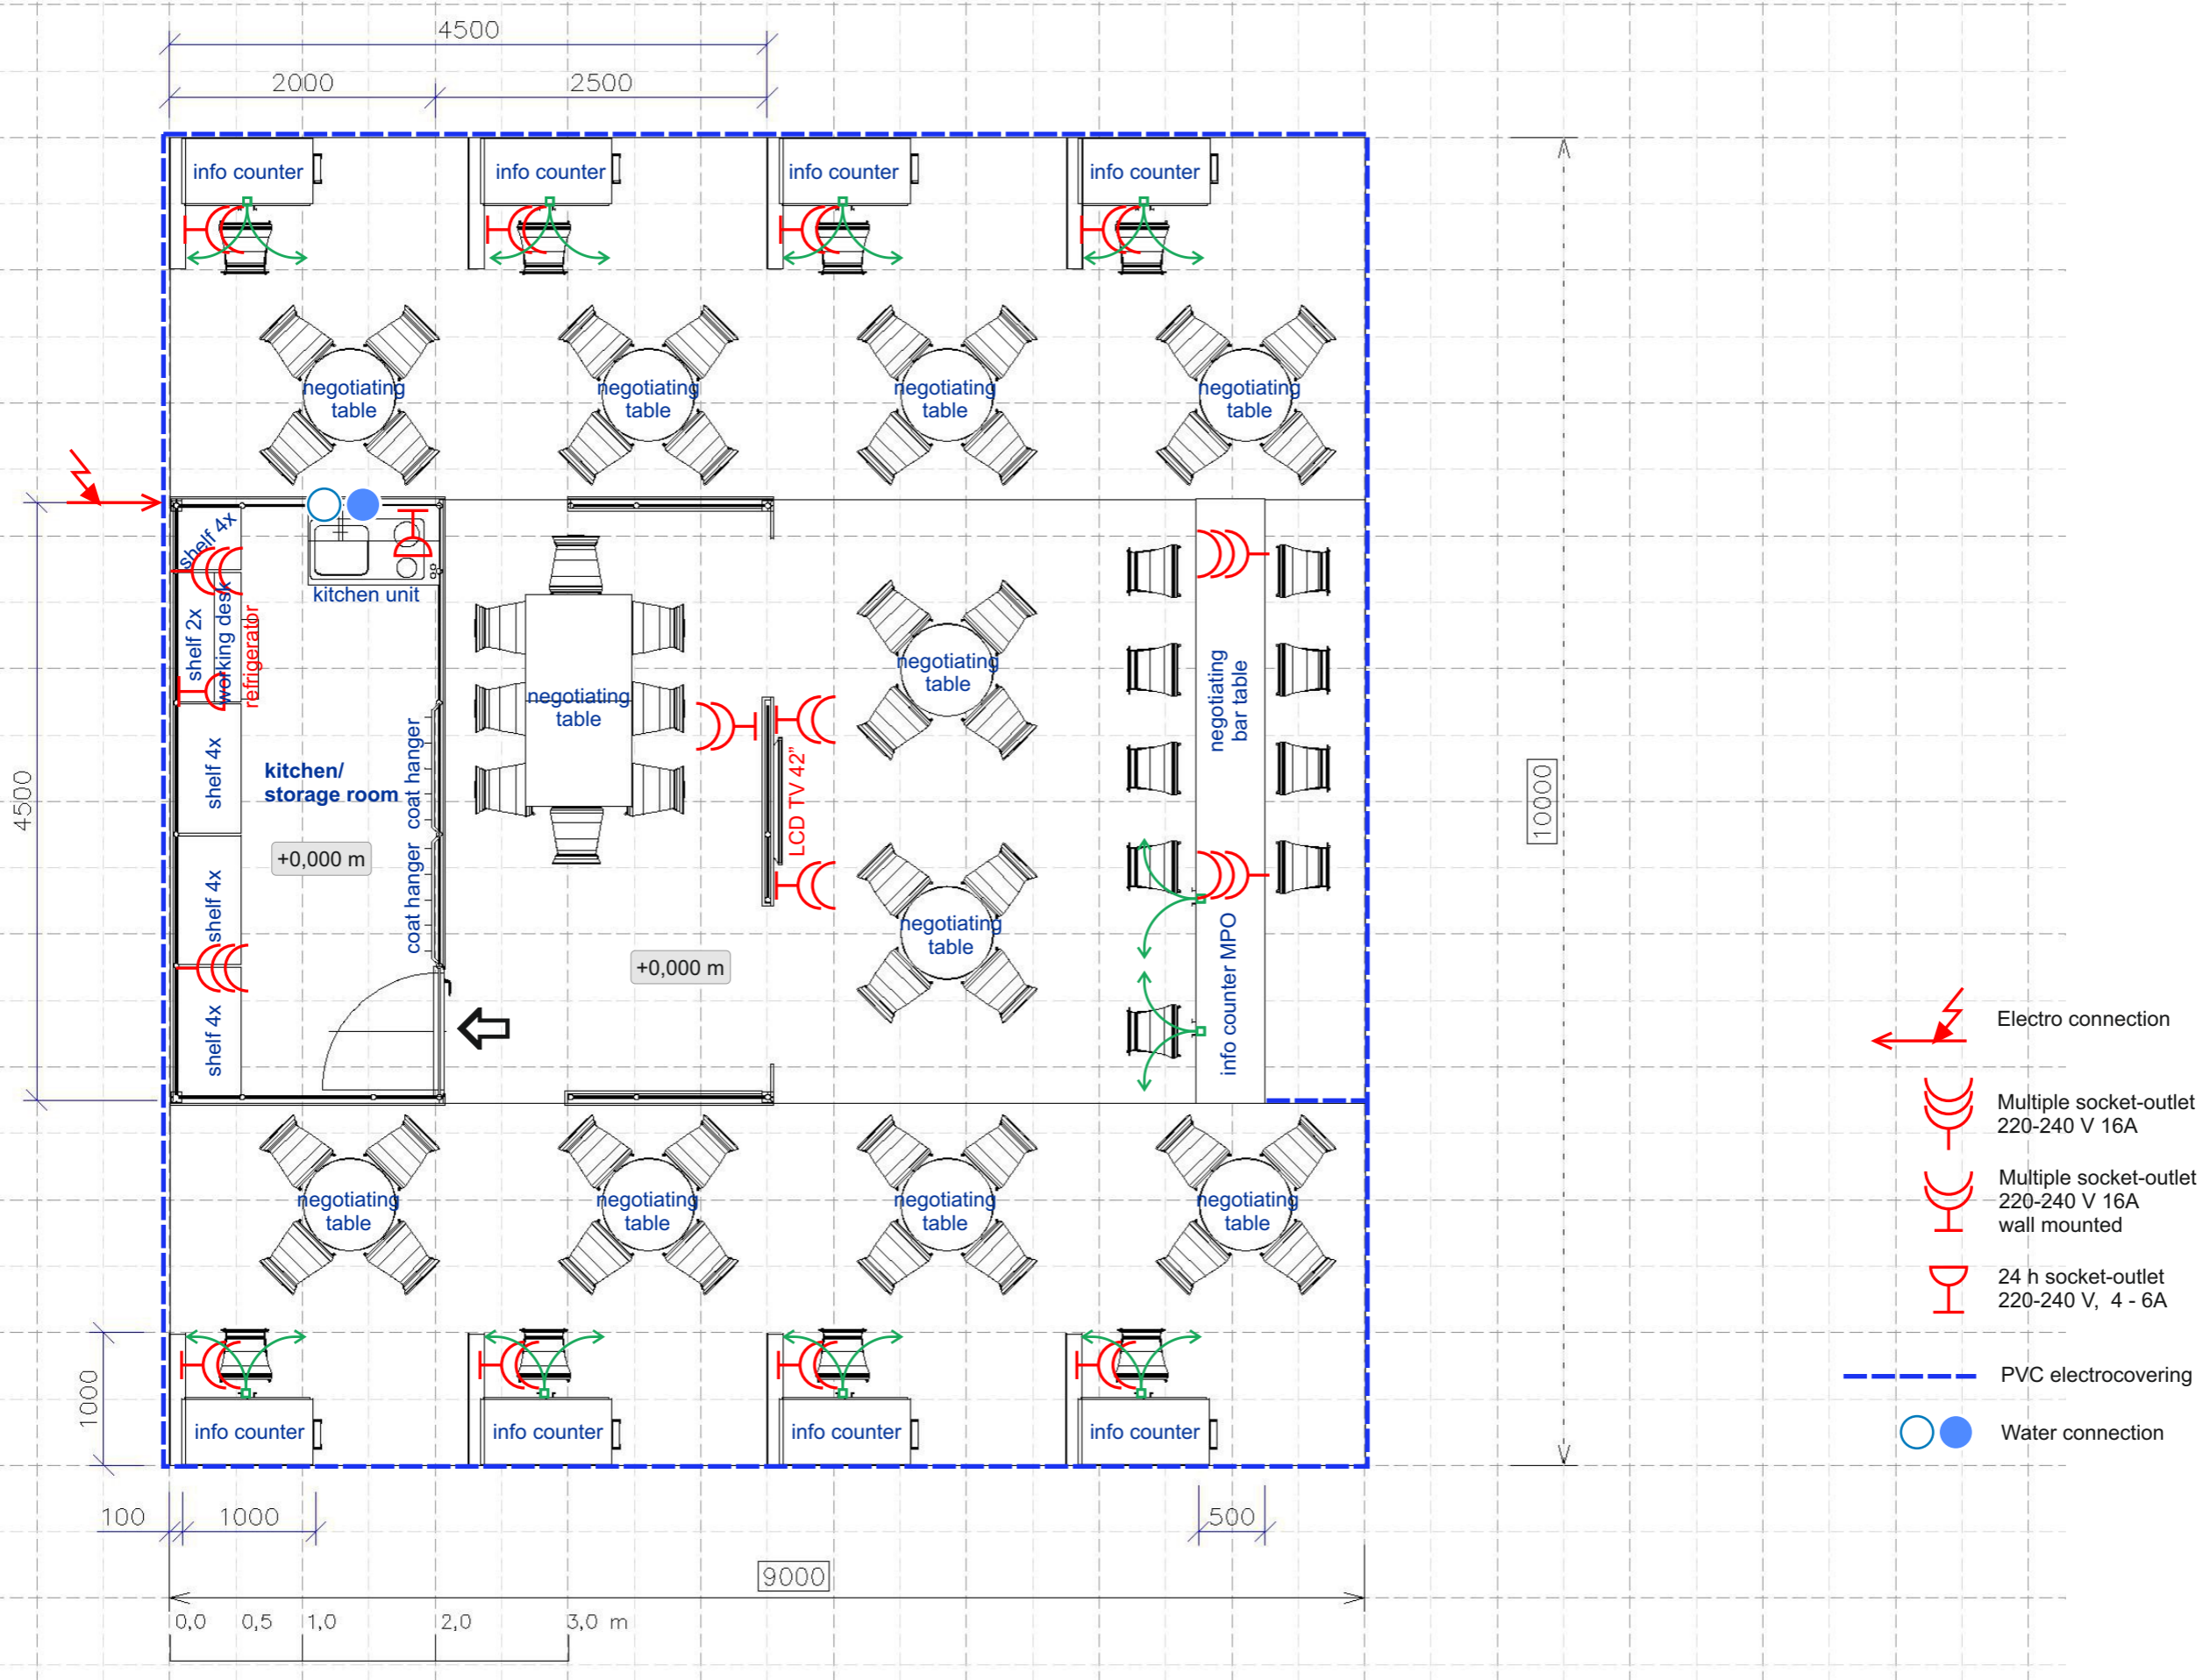 4500
2000
2500
info counter
info counter
info counter
info counter
negotiating
table
negotiating
table
negotiating
table
negotiating
table
shelf 4x
kitchen unit
shelf 2x
working desk
refrigerator
negotiating
table
negotiating
table
negotiating
bar table
shelf 4x
kitchen/
storage room
coat hanger
LCD TV 42"
4500
10000
+0,000 m
shelf 4x
coat hanger
negotiating
table
+0,000 m
info counter MPO
shelf 4x
Electro connection
Multiple socket-outlet
220-240 V 16A
Multiple socket-outlet
220-240 V 16A
wall mounted
24 h socket-outlet
220-240 V, 4 - 6A
PVC electrocovering
Water connection
negotiating
table
negotiating
table
negotiating
table
negotiating
table
1000
info counter
info counter
info counter
info counter
100
1000
500
9000
0,0
0,5
1,0
2,0
3,0 m